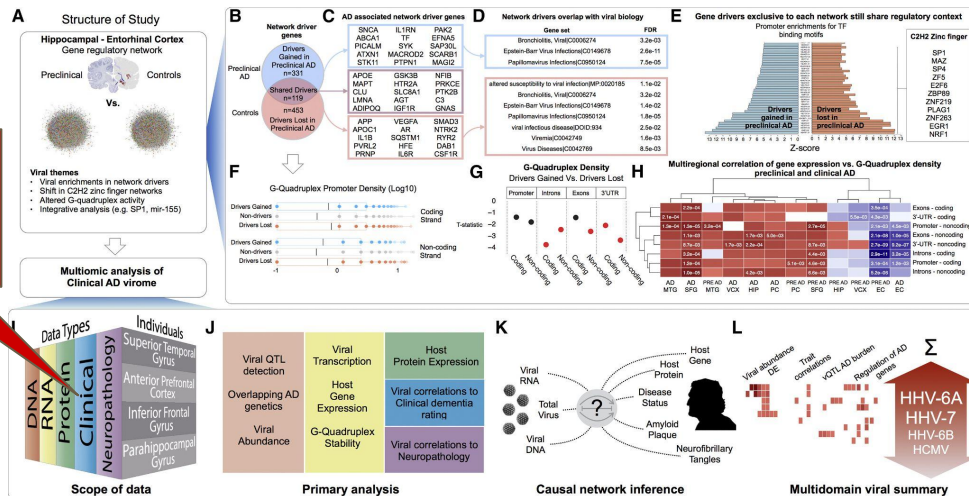 A
Structure of Study
Hippocampal - Entorhinal Cortex
Gene regulatory network
Preclinical
Controls
Vs.
Viral themes
• Viral enrichments in network drivers
• Shift in C2H2 zinc finger networks
• Altered G-quadruplex activity
• Integrative analysis (e.g. SP1, mir-155)
Multiomic analysis of
Clinical AD virome
B
Network driver
genes
Preclinical AD
Controls
Drivers
Gained in
Preclinical AD
n=331
Shared Drivers
n=119
n=453
Drivers Lost in
Preclinical AD
C
AD associated network driver genes
SNCA IL1RN PAK2
ABCA1 TF EFNA5
PICALM SYK SAP30L
ATXN1 MACROD2 SCARB1
STK11 PTPN1 MAGI2
APOE GSK3B NFIB
MAPT HTR2A PRKCE
CLU SLC8A1 PTK2B
LMNA AGT C3
ADIPOQ IGF1R GNAS
APP VEGFA SMAD3
APOC1 AR NTRK2
IL1B SQSTM1 RYR2
PVRL2 HFE DAB1
PRNP IL6R CSF1R
D
Network drivers overlap with viral biology
Gene set FDR
Bronchiolitis, Viral|C0006274 3.2e-03
Epstein-Barr Virus Infections|C0149678 2.6e-11
Papillomavirus Infections|C0950124 7.5e-05
altered susceptibility to viral infection|MP:0020185 1.1e-02
Bronchiolitis, Viral|C0006274 3.2e-02
Epstein-Barr Virus Infections|C0149678 1.4e-02
Papillomavirus Infections|C0950124 1.8e-05
viral infectious disease|DOID:934 2.5e-02
Viremia|C0042749 1.6e-03
Virus Diseases|C0042769 8.5e-03
E
Gene drivers exclusive to each network still share regulatory context
Promoter enrichments for TF
binding motifs
Drivers
gained in
preclinical AD
Drivers
lost in
preclinical AD
Z-score
C2H2 Zinc finger
SP1
MAZ
SP4
ZF5
E2F6
ZBP89
ZNF219
PLAG1
ZNF263
EGR1
NRF1
F
G-Quadruplex Promoter Density (Log10)
Drivers Gained
Non-drivers
Drivers Lost
Coding
Strand
Drivers Gained
Non-drivers
Drivers Lost
Non-coding
Strand
-1 0 1
G
G-Quadruplex Density
Drivers Gained Vs. Drivers Lost
Promoter Introns Exons 3'UTR
T-statistic
0
−1
−2
−3
−4
Coding
Non-coding
Coding
Non-coding
Coding
Non-coding
Coding
Non-coding
H
Multiregional correlation of gene expression vs. G-Quadruplex density
preclinical and clinical AD
Exons - coding
3'-UTR - coding
Promoter - noncoding
Exons - noncoding
3'-UTR - noncoding
Introns - coding
Promoter - coding
Introns - noncoding
AD AD PRE AD AD AD AD PRE AD PRE AD PRE AD PRE AD PRE AD AD
MTG SFG MTG VCX HIP PC PC SFG HIP VCX EC EC
Data Types
Individuals
DNA
RNA
Protein
Clinical
Neuropathology
Superior Temporal
Gyrus
Anterior Prefrontal
Cortex
Inferior Frontal
Gyrus
Parahippocampal
Gyrus
Scope of data
J
Viral QTL
detection
Overlapping AD
genetics
Viral
Abundance
Viral
Transcription
Host
Gene
Expression
G-Quadruplex
Stability
Host
Protein Expression
Viral correlations to
Clinical dementia
rating
Viral correlations to
Neuropathology
Primary analysis
K
Viral
RNA
Total
Virus
Viral
DNA
?
Host
Gene
Host
Protein
Disease
Status
Amyloid
Plaque
Neurofibrillary
Tangles
Causal network inference
L
Viral abundance
DE
Trait
correlations
vQTL AD burden
Regulation of AD
genes
Σ
HHV-6A
HHV-7
HHV-6B
HCMV
Multidomain viral summary